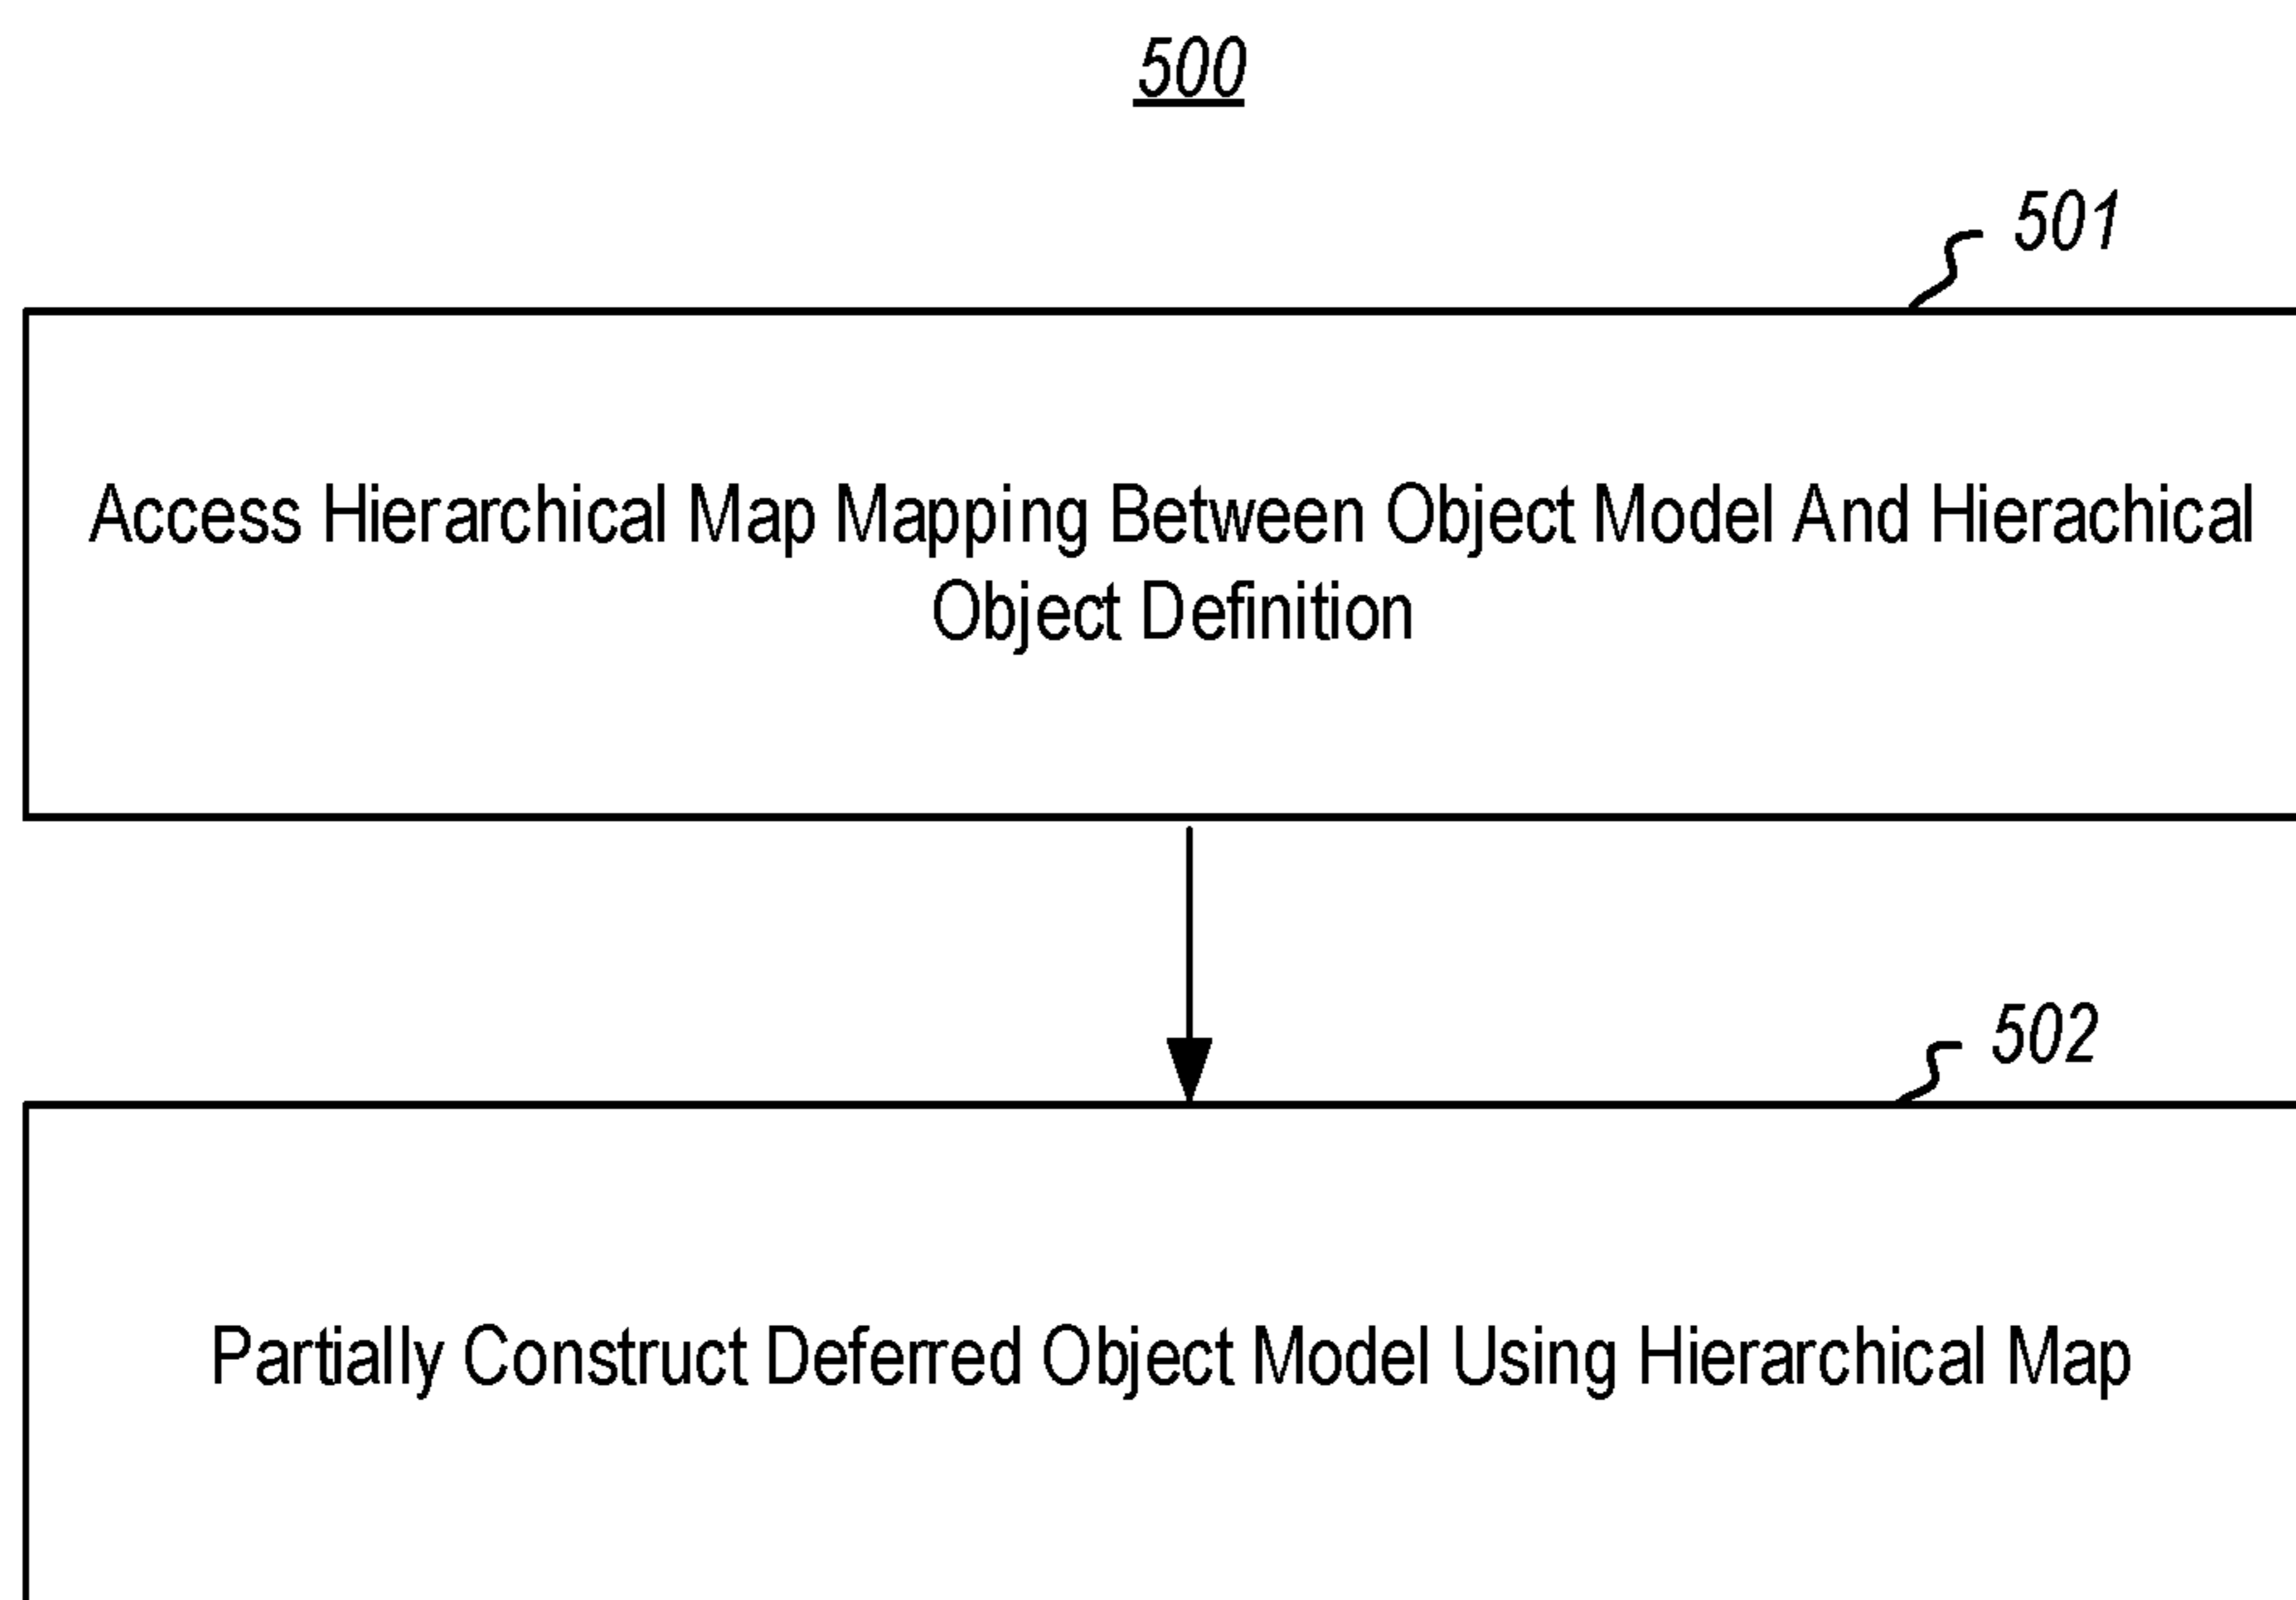 500
501
Access Hierarchical Map Mapping Between Object Model And Hierachical
Object Definition
502
Partially Construct Deferred Object Model Using Hierarchical Map